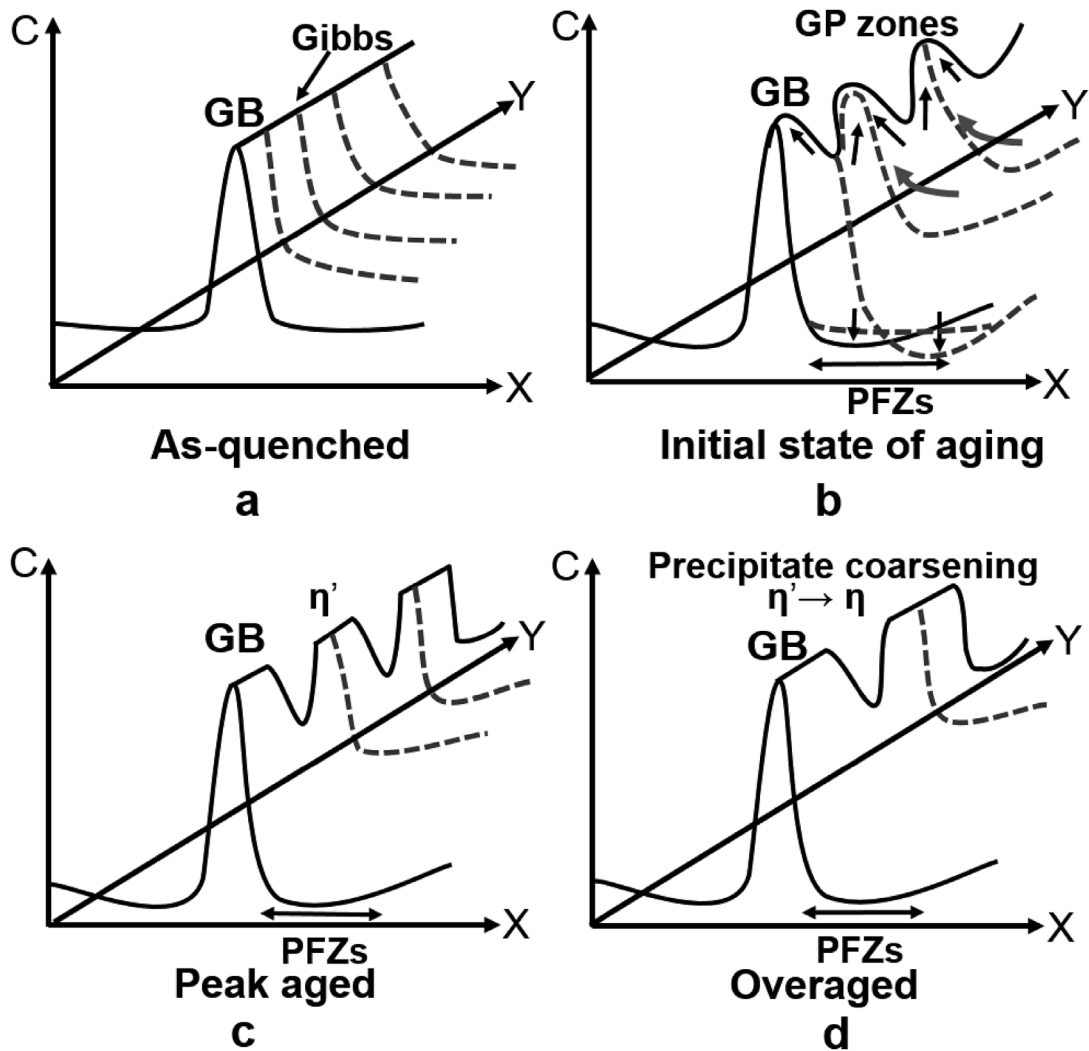 C
Gibbs
GB
Y
X
As-quenched
a
C
GP zones
GB
Y
X
PFZs
Initial state of aging
b
C
η’
GB
Y
X
PFZs
Peak aged
c
C
Precipitate coarsening
η’→ η
GB
Y
X
PFZs
Overaged
d